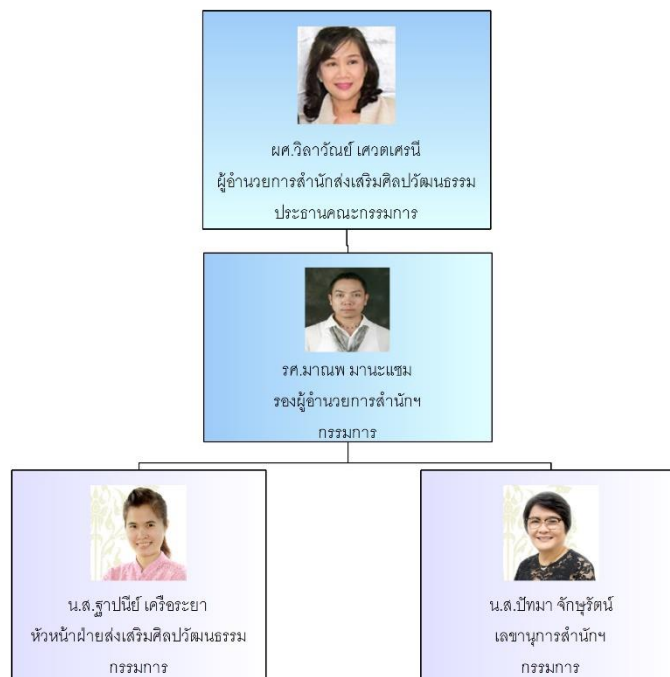 ผศ.วิลาวัณย์ เศวตเศรนี
ผู้อำนวยการสำนักส่งเสริมศิลปวัฒนธรรม
ประธานคณะกรรมการ
รศ.มาณพ มานะแซม
รองผู้อำนวยการสำนักฯ
กรรมการ
น.ส.ฐาปนีย์ เครือระยา
หัวหน้าฝ่ายส่งเสริมศิลปวัฒนธรรม
กรรมการ
น.ส.ปัทมา จักษุรัตน์
เลขานุการสำนักฯ
กรรมการ